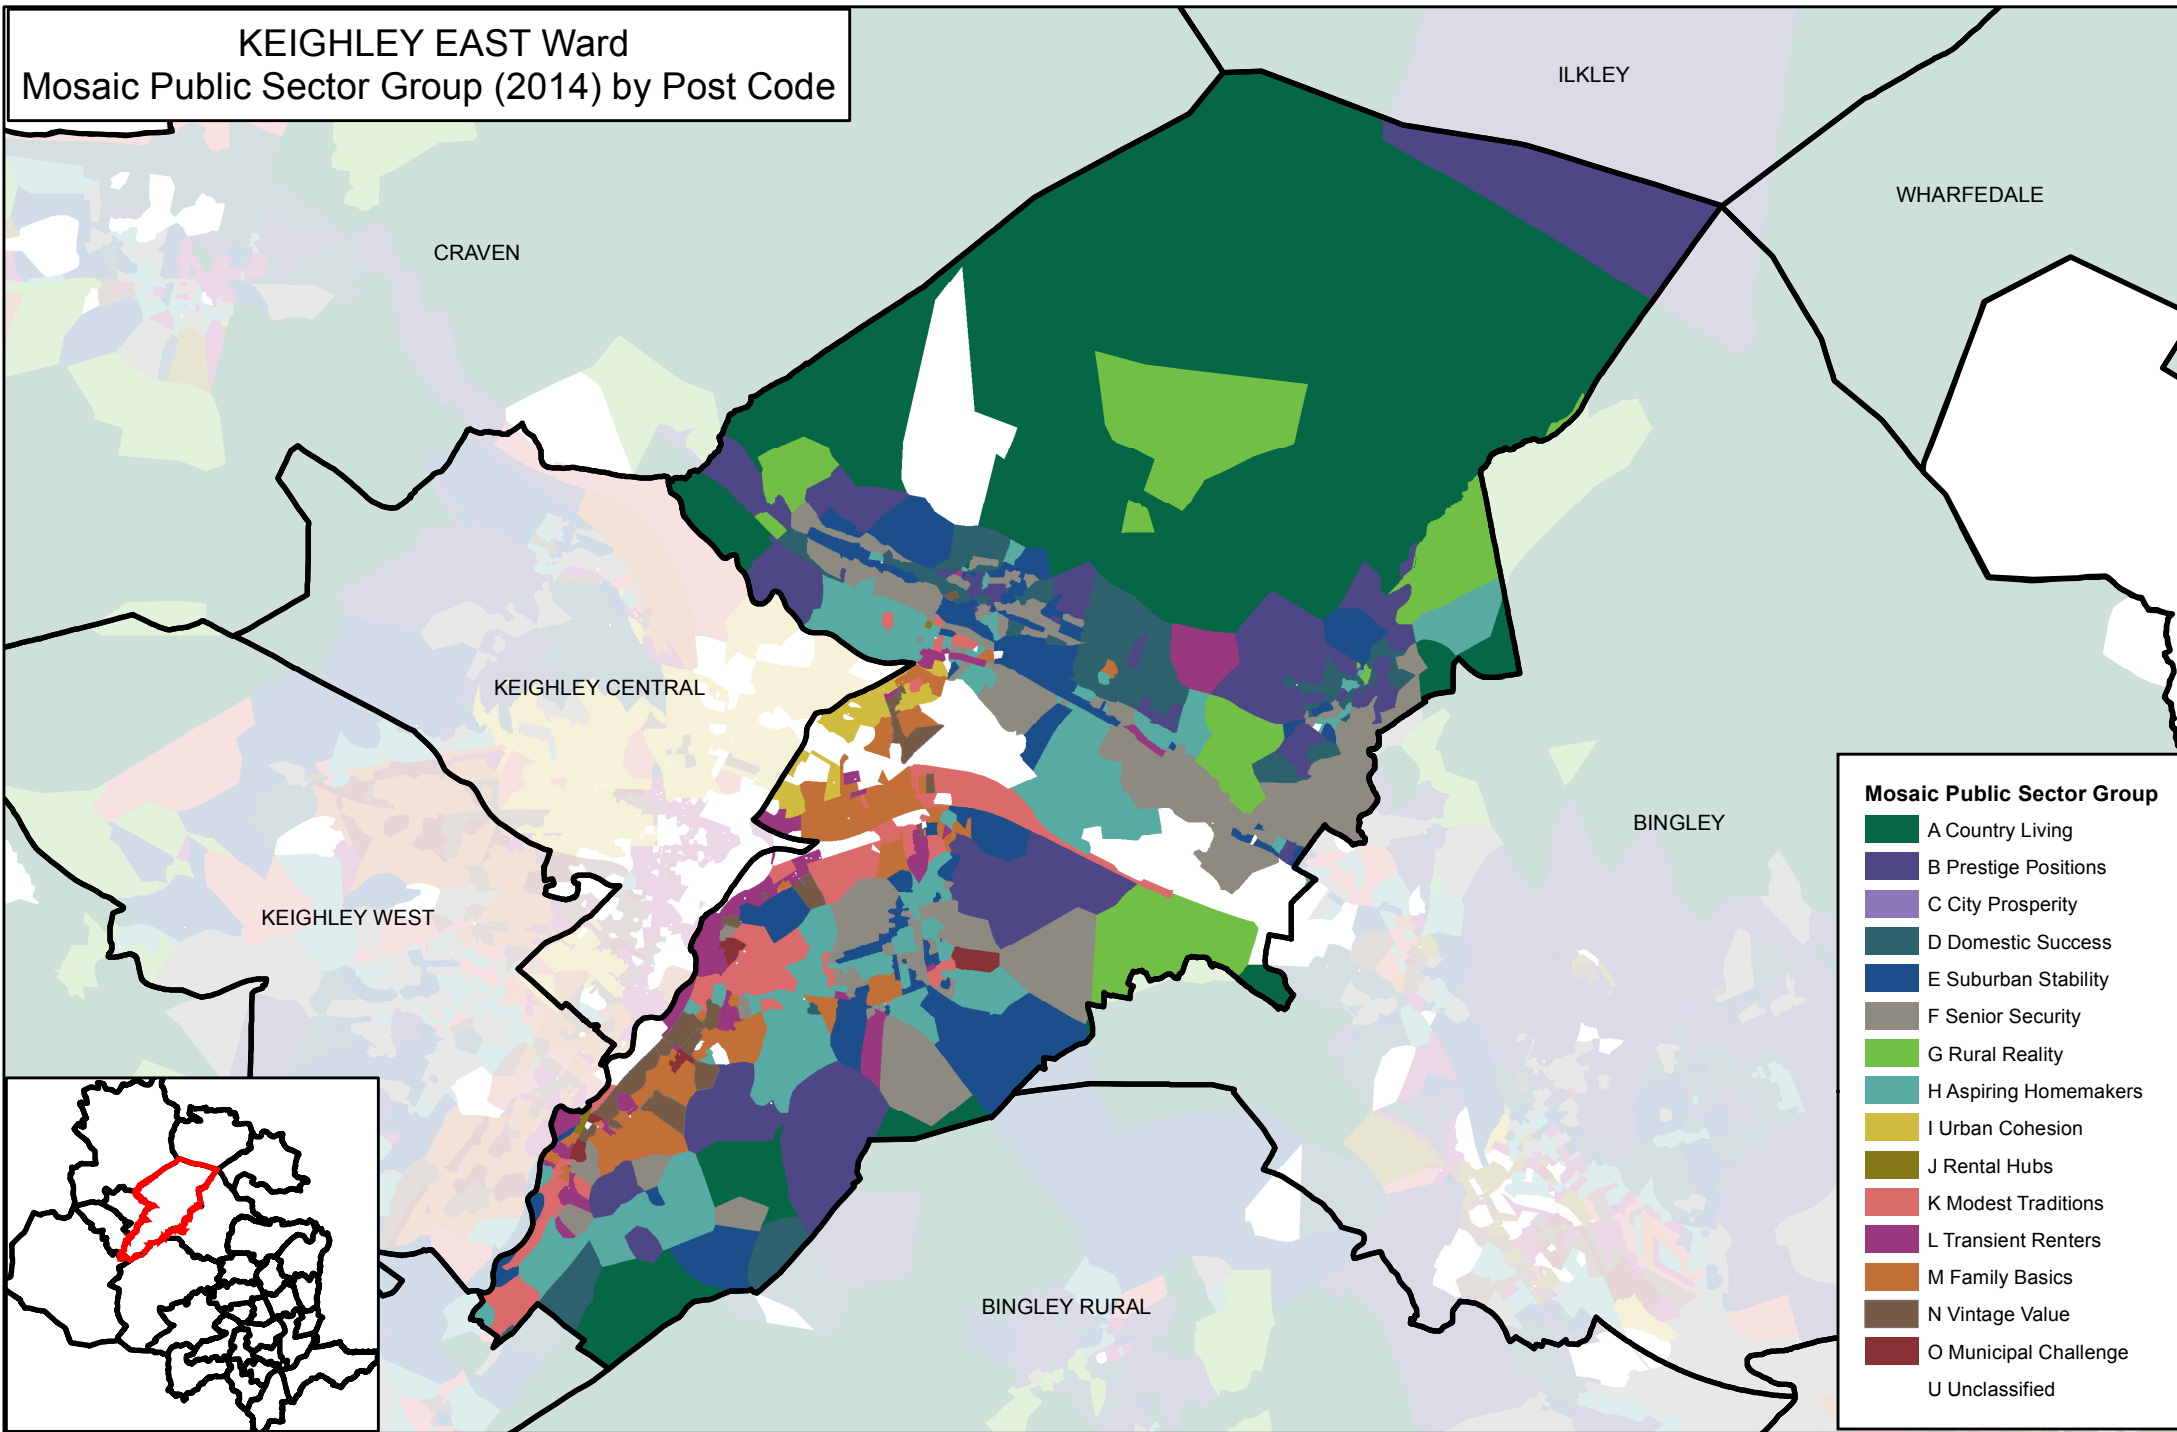 KEIGHLEY EAST Ward
Mosaic Public Sector Group (2014) by Post Code
ILKLEY
WHARFEDALE
CRAVEN
KEIGHLEY CENTRAL
BINGLEY
KEIGHLEY WEST
BINGLEY RURAL
Mosaic Public Sector Group
A Country Living
B Prestige Positions
C City Prosperity
D Domestic Success
E Suburban Stability
F Senior Security
G Rural Reality
H Aspiring Homemakers
I Urban Cohesion
J Rental Hubs
K Modest Traditions
L Transient Renters
M Family Basics
N Vintage Value
O Municipal Challenge
U Unclassified